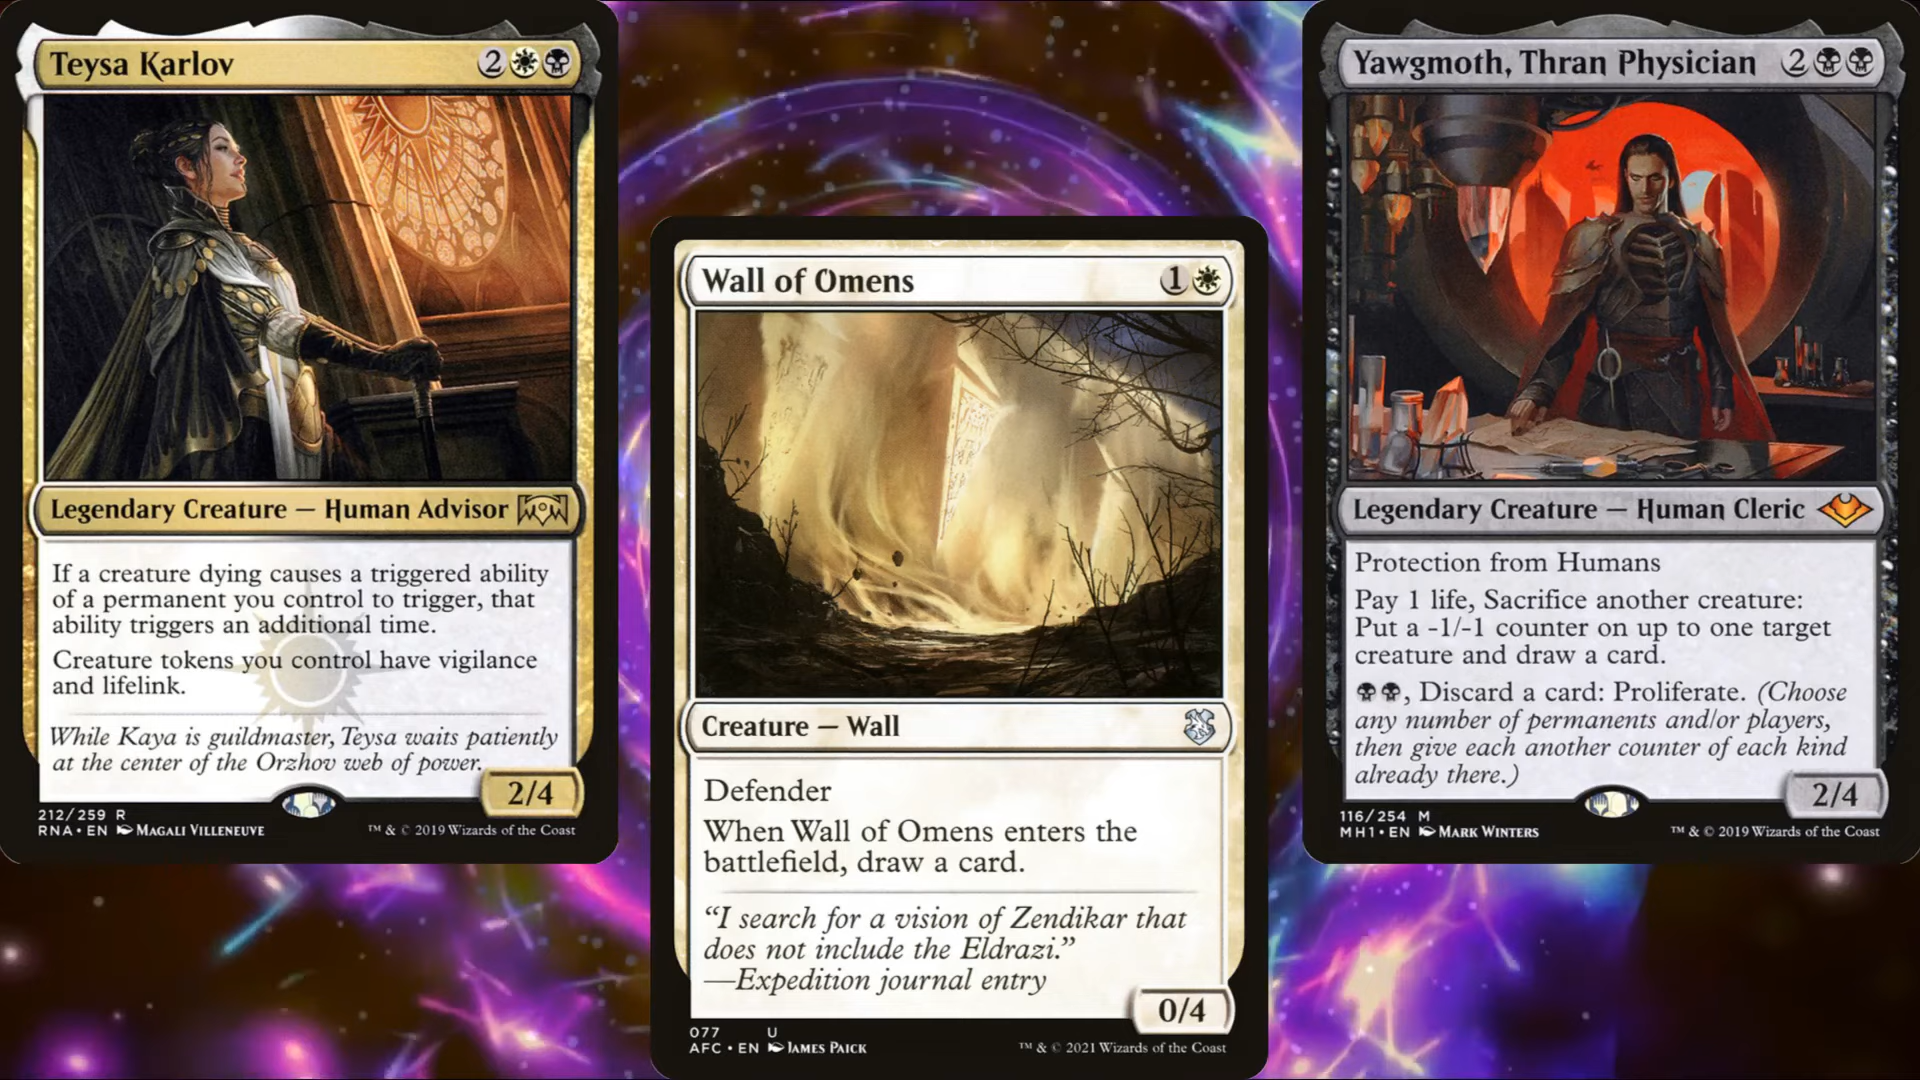 Teysa Karlov 2
Legendary Creature — Human Advisor
If a creature dying causes a triggered ability
of a permanent you control to trigger, that
ability triggers an additional time.
Creature tokens you control have vigilance
and lifelink.
While Kaya is guildmaster, Teysa waits patiently
at the center of the Orzhov web of power.
2/4
212/259 R
RNA • EN MAGALI VILLENEUVE
™ & © 2019 Wizards of the Coast
Wall of Omens 1
Creature — Wall
Defender
When Wall of Omens enters the
battlefield, draw a card.
“I search for a vision of Zendikar that
does not include the Eldrazi.”
—Expedition journal entry
0/4
077 U
AFC • EN JAMES PAICK
™ & © 2021 Wizards of the Coast
Yawgmoth, Thran Physician 2
Legendary Creature — Human Cleric
Protection from Humans
Pay 1 life, Sacrifice another creature:
Put a -1/-1 counter on up to one target
creature and draw a card.
, Discard a card: Proliferate. (Choose
any number of permanents and/or players,
then give each another counter of each kind
already there.)
2/4
116/254 M
MH1 • EN MARK WINTERS
™ & © 2019 Wizards of the Coast